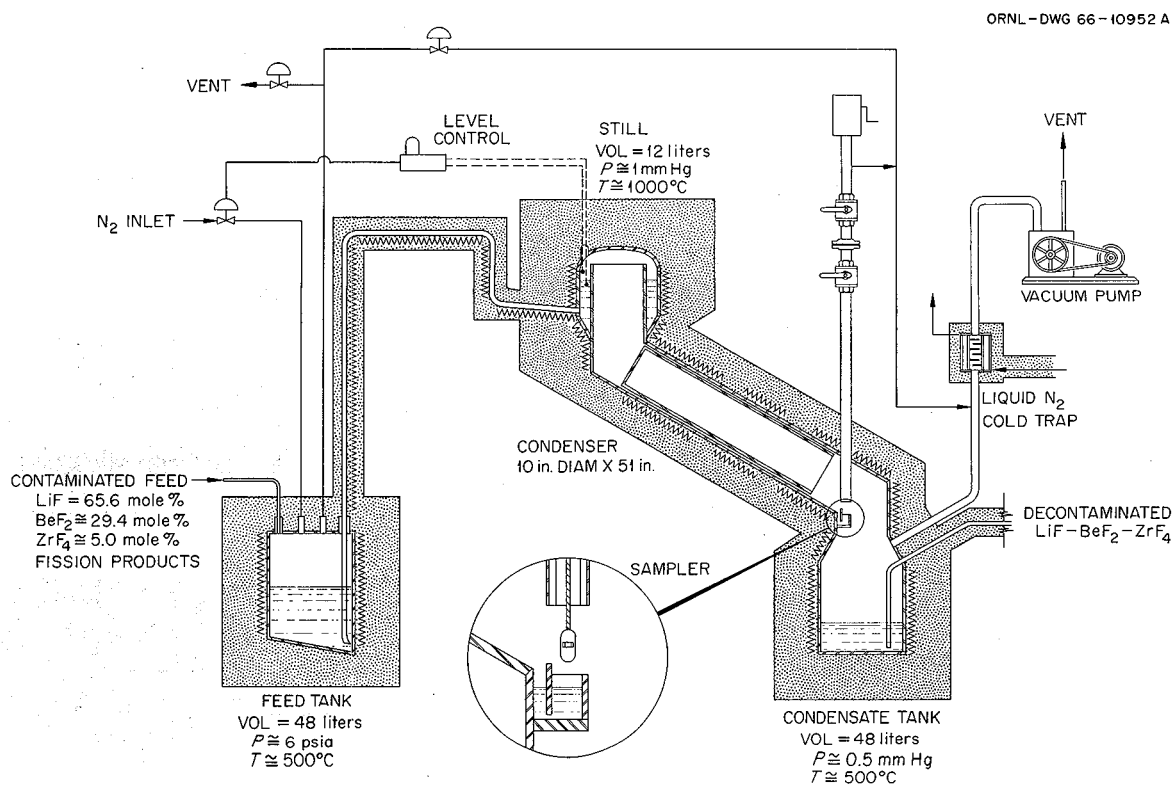 ORNL-DWG 66-10952 A
VENT
LEVEL
CONTROL
STILL
VOL = 12 liters
P ≅ 1 mm Hg
T ≅ 1000°C
VENT
N₂ INLET
VACUUM PUMP
LIQUID N₂
COLD TRAP
CONDENSER
10 in. DIAM X 51 in.
CONTAMINATED FEED
LiF = 65.6 mole %
BeF₂ ≅ 29.4 mole %
ZrF₄ ≅ 5.0 mole %
FISSION PRODUCTS
DECONTAMINATED
LiF-BeF₂-ZrF₄
SAMPLER
FEED TANK
VOL = 48 liters
P ≅ 6 psia
T ≅ 500°C
CONDENSATE TANK
VOL = 48 liters
P ≅ 0.5 mm Hg
T ≅ 500°C